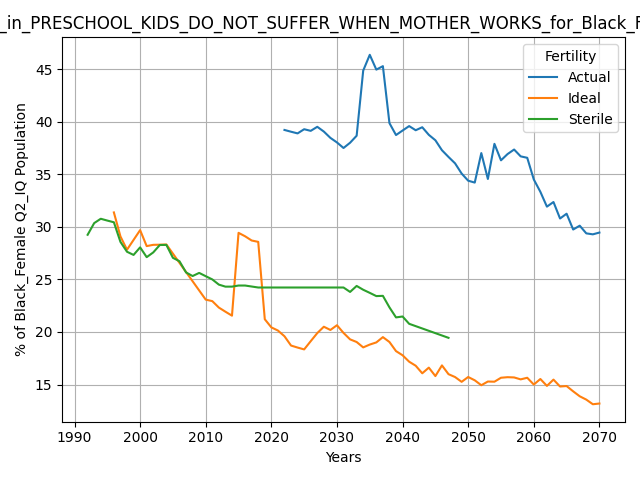 _in_PRESCHOOL_KIDS_DO_NOT_SUFFER_WHEN_MOTHER_WORKS_for_Black_F
% of Black_Female Q2_IQ Population
45
40
35
30
25
20
15
Fertility
Actual
Ideal
Sterile
1990 2000 2010 2020 2030 2040 2050 2060 2070
Years